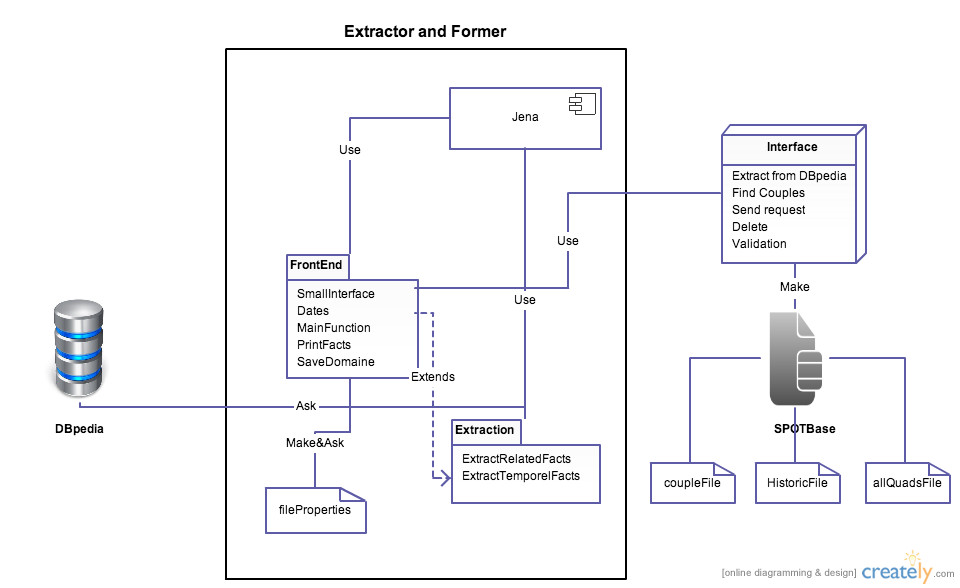 Extractor and Former
Jena
Use
Interface
Extract from DBpedia
Find Couples
Send request
Delete
Validation
Use
FrontEnd
SmallInterface
Dates
MainFunction
PrintFacts
SaveDomaine
Use
Make
Extends
DBpedia
Ask
Make&Ask
Extraction
ExtractRelatedFacts
ExtractTemporelFacts
SPOTBase
fileProperties
coupleFile
HistoricFile
allQuadsFile
[online diagramming & design] creately.com